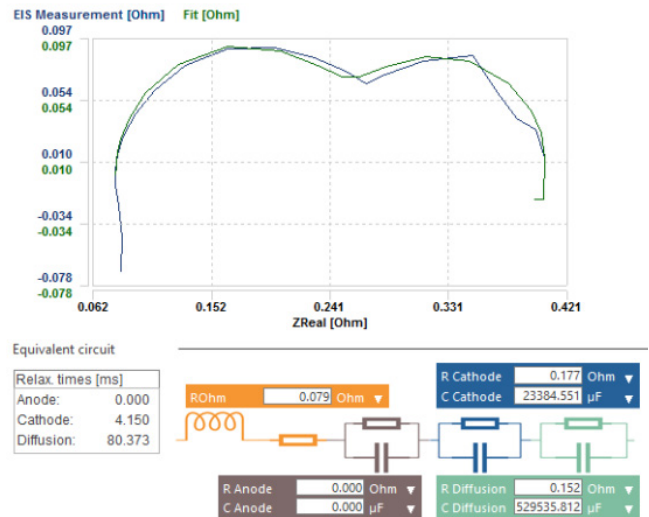 EIS Measurement [Ohm] Fit [Ohm]
0.097
0.097
0.054
0.054
0.010
0.010
-0.034
-0.034
-0.078
-0.078
0.062 0.152 0.241 0.331 0.421
ZReal [Ohm]
Equivalent circuit
Relax. times [ms]
Anode: 0.000
Cathode: 4.150
Diffusion: 80.373
ROhm 0.079 Ohm
R Cathode 0.177 Ohm
C Cathode 23384.551 µF
R Anode 0.000 Ohm
C Anode 0.000 µF
R Diffusion 0.152 Ohm
C Diffusion 529535.812 µF